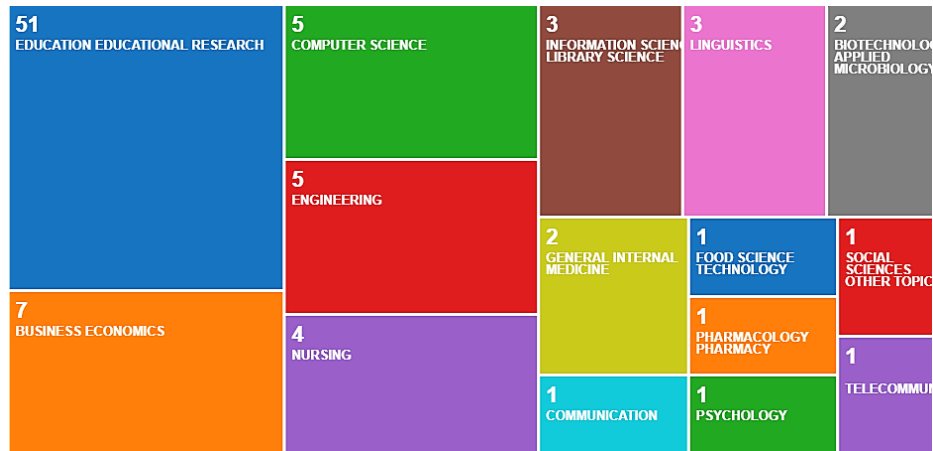 51
EDUCATION EDUCATIONAL RESEARCH
7
BUSINESS ECONOMICS
5
COMPUTER SCIENCE
5
ENGINEERING
4
NURSING
3
INFORMATION SCIEN
LIBRARY SCIENCE
3
LINGUISTICS
2
BIOTECHNOLO
APPLIED
MICROBIOLOGY
2
GENERAL INTERNAL
MEDICINE
1
COMMUNICATION
1
FOOD SCIENCE
TECHNOLOGY
1
PHARMACOLOGY
PHARMACY
1
PSYCHOLOGY
1
SOCIAL
SCIENCES
OTHER TOPIC
1
TELECOMMUN